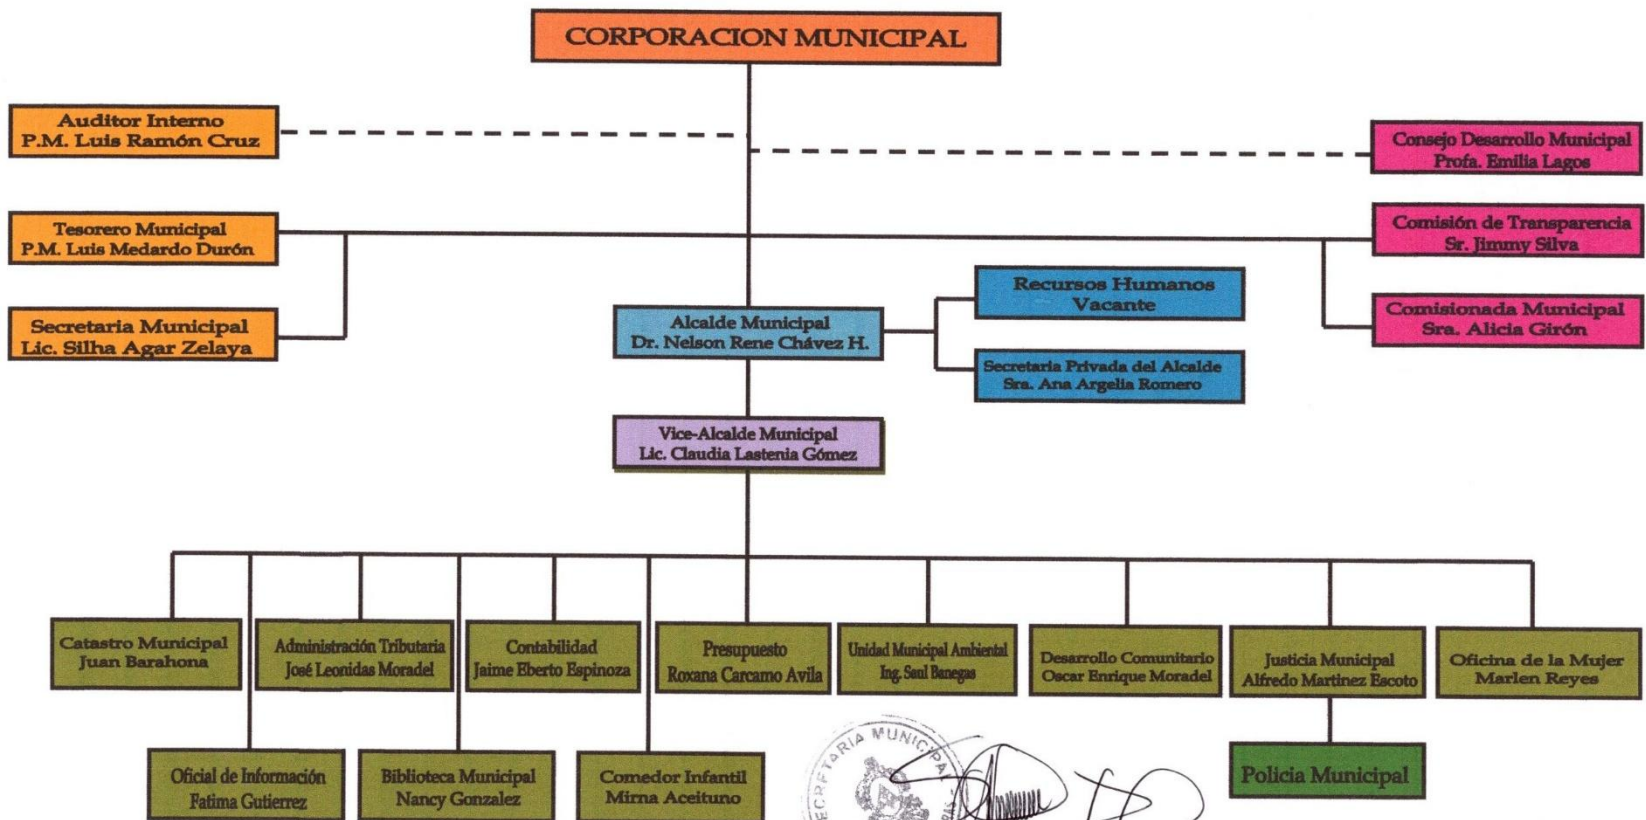 CORPORACION MUNICIPAL
Auditor Interno
P.M. Luis Ramón Cruz
Consejo Desarrollo Municipal
Profa. Emilia Lagos
Tesorero Municipal
P.M. Luis Medardo Durón
Comisión de Transparencia
Sr. Jimmy Silva
Secretaria Municipal
Lic. Silha Agar Zelaya
Alcalde Municipal
Dr. Nelson Rene Chávez H.
Recursos Humanos
Vacante
Comisionada Municipal
Sra. Alicia Girón
Secretaria Privada del Alcalde
Sra. Ana Argelia Romero
Vice-Alcalde Municipal
Lic. Claudia Lastenia Gómez
Catastro Municipal
Juan Barahona
Administración Tributaria
José Leonidas Moradel
Contabilidad
Jaime Eberto Espinoza
Presupuesto
Roxana Carcamo Avila
Unidad Municipal Ambiental
Ing. Saul Banegas
Desarrollo Comunitario
Oscar Enrique Moradel
Justicia Municipal
Alfredo Martinez Escoto
Oficina de la Mujer
Marlen Reyes
Oficial de Información
Fatima Gutierrez
Biblioteca Municipal
Nancy Gonzalez
Comedor Infantil
Mirna Aceituno
Policia Municipal